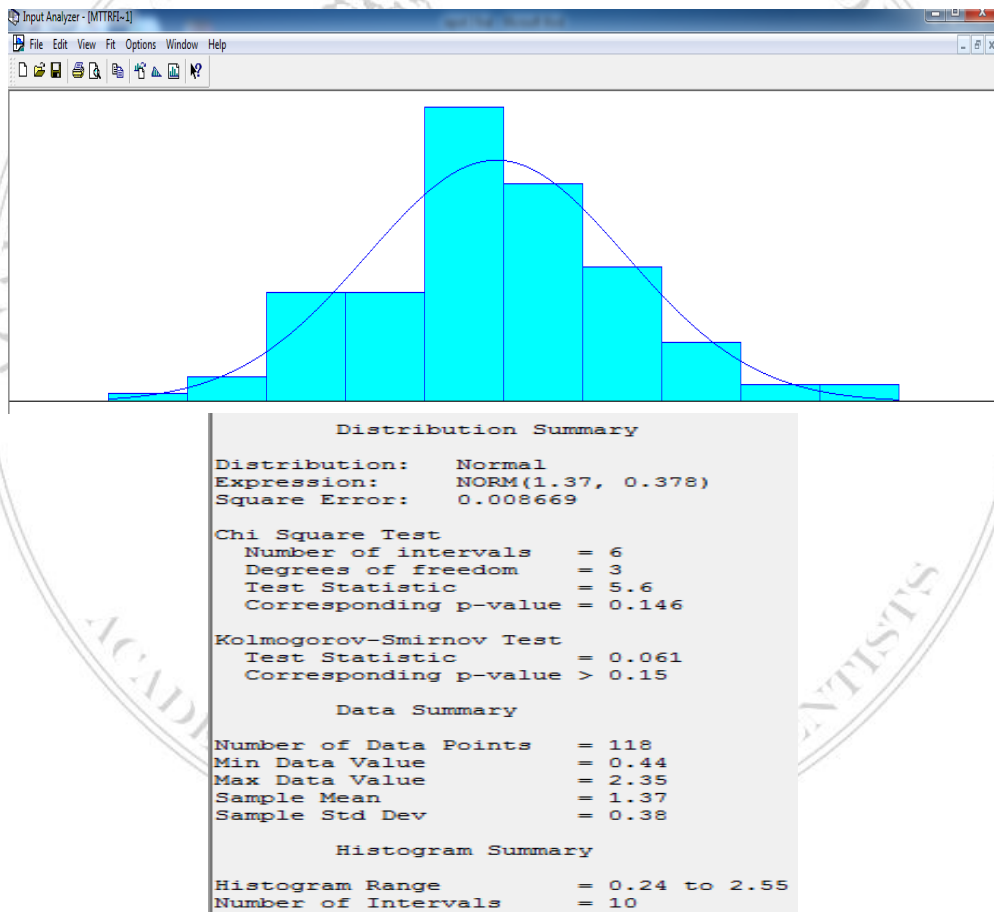 Input Analyzer - [MTTRFI~1]
File Edit View Fit Options Window Help
Distribution Summary
Distribution: Normal
Expression: NORM(1.37, 0.378)
Square Error: 0.008669
Chi Square Test
Number of intervals = 6
Degrees of freedom = 3
Test Statistic = 5.6
Corresponding p-value = 0.146
Kolmogorov-Smirnov Test
Test Statistic = 0.061
Corresponding p-value > 0.15
Data Summary
Number of Data Points = 118
Min Data Value = 0.44
Max Data Value = 2.35
Sample Mean = 1.37
Sample Std Dev = 0.38
Histogram Summary
Histogram Range = 0.24 to 2.55
Number of Intervals = 10